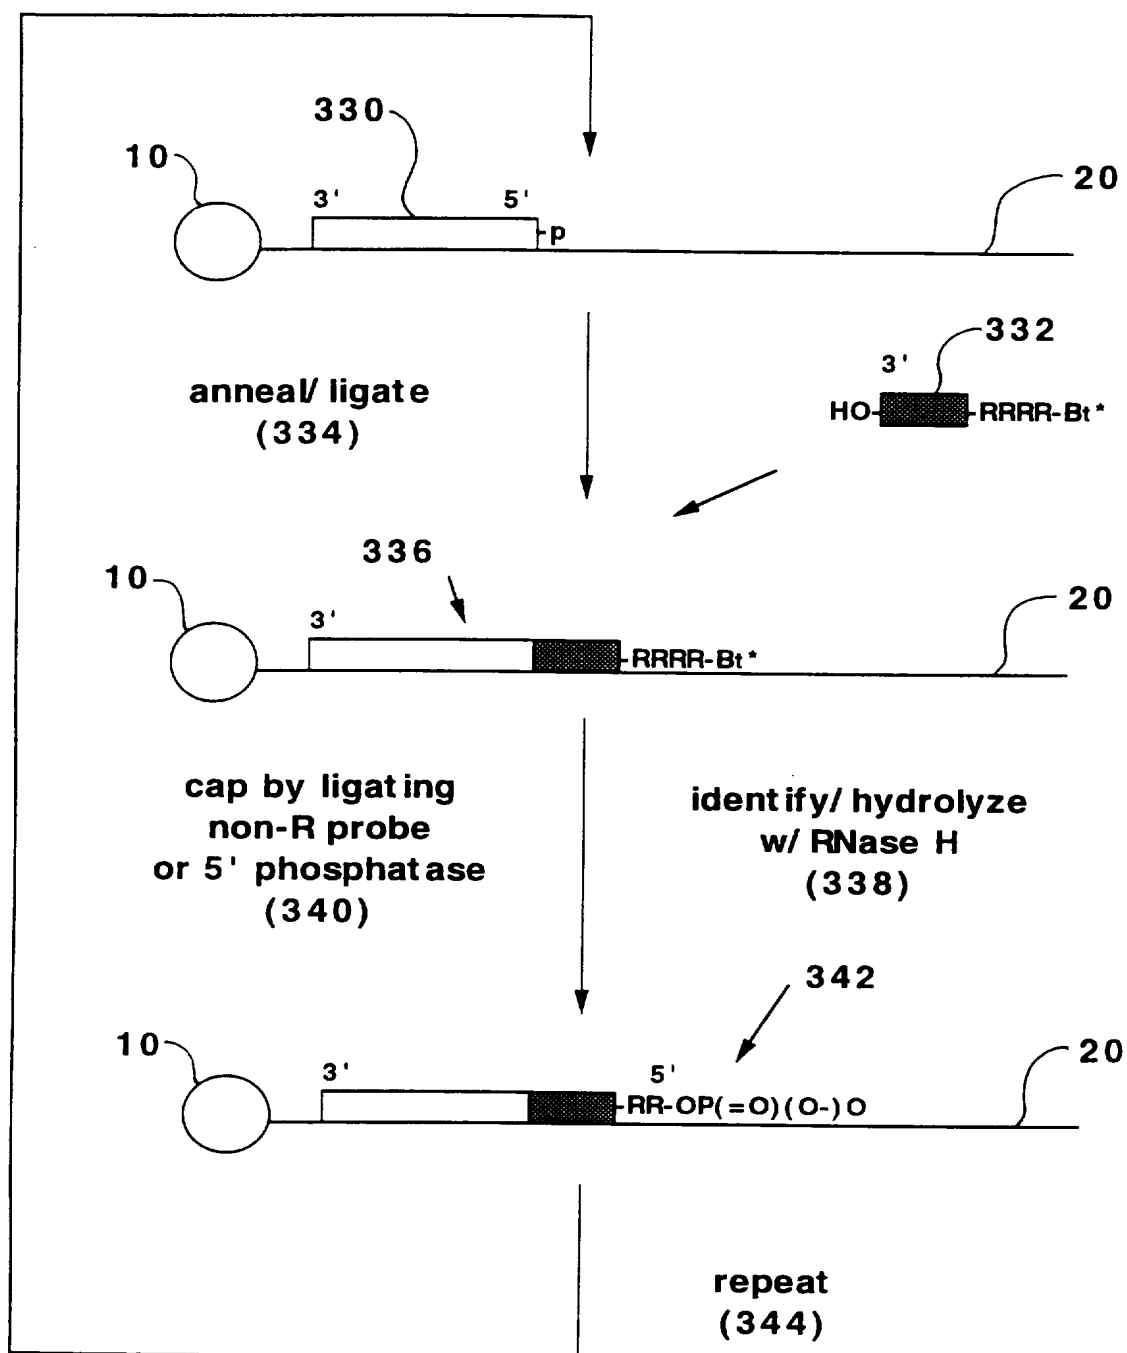 330
10
20
3' 5'
-p
332
3'
anneal/ligate
(334)
HO- -RRRR-Bt*
336
10
20
3'
-RRRR-Bt*
cap by ligating
non-R probe
or 5' phosphatase
(340)
identify/hydrolyze
w/ RNase H
(338)
342
10
20
3' 5'
-RR-OP(=O)(O-)O
repeat
(344)